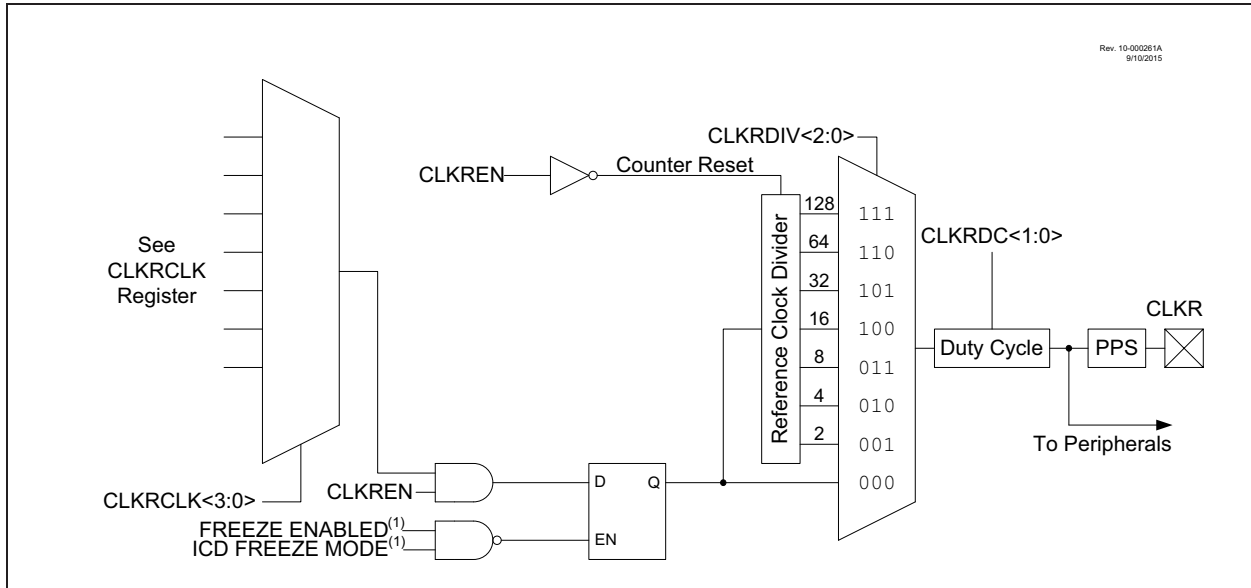 Rev. 10-000261A
9/10/2015
CLKRDIV<2:0>
CLKREN
Counter Reset
See
CLKRCLK
Register
Reference Clock Divider
128
64
32
16
8
4
2
111
110
101
100
011
010
001
000
CLKRDC<1:0>
Duty Cycle
PPS
CLKR
To Peripherals
CLKRCLK<3:0>
CLKREN
FREEZE ENABLED(1)
ICD FREEZE MODE(1)
D
Q
EN